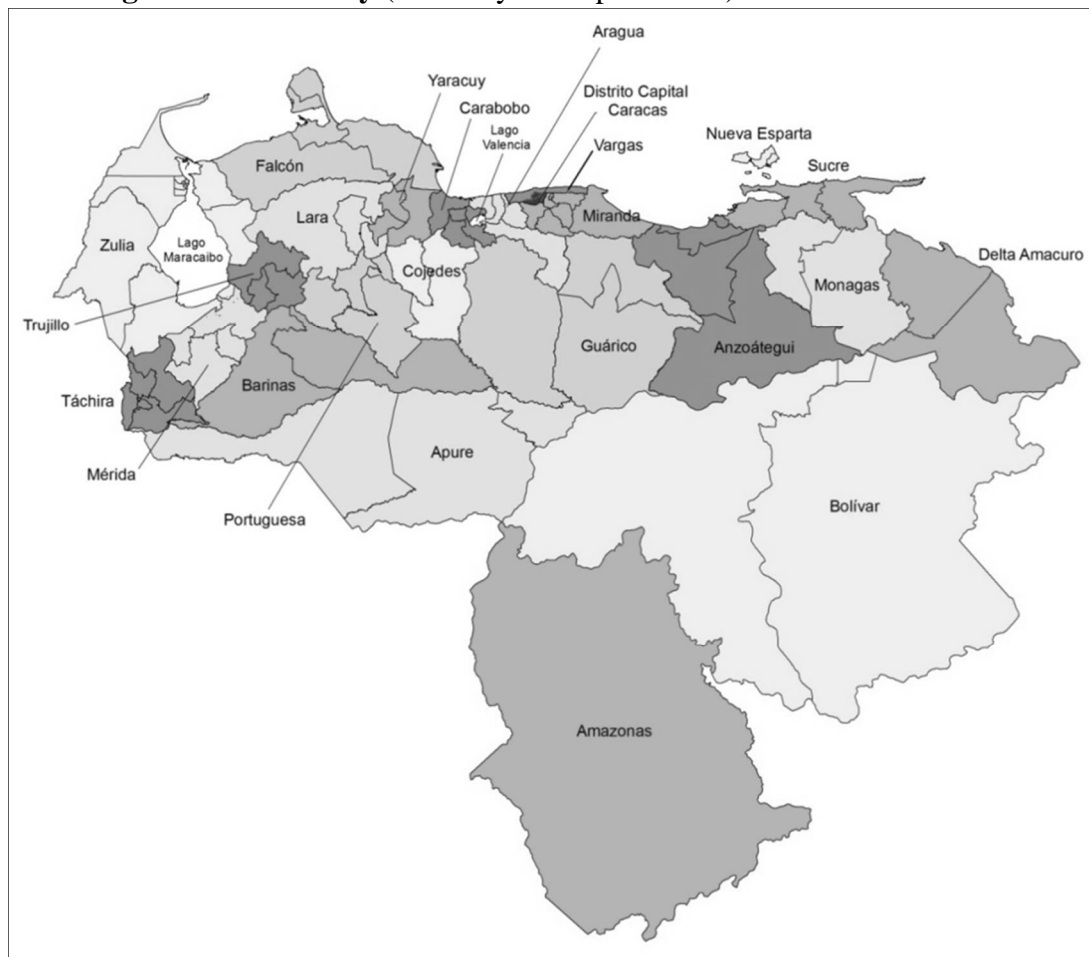 Aragua
Yaracuy
Distrito Capital
Caracas
Carabobo
Lago
Valencia
Vargas
Nueva Esparta
Sucre
Falcón
Lara
Miranda
Zulia
Lago
Maracaibo
Cojedes
Delta Amacuro
Monagas
Trujillo
Guárico
Anzoátegui
Barinas
Táchira
Apure
Mérida
Portuguesa
Bolívar
Amazonas